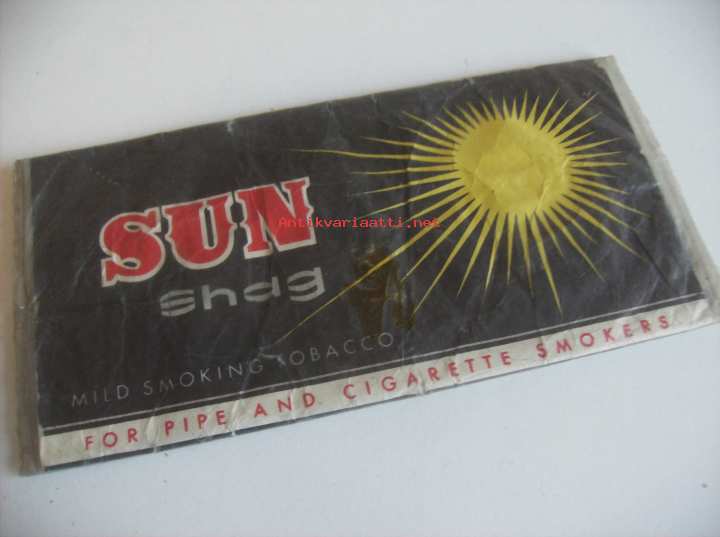 SUN
Antikvariaatti.net
shag
MILD SMOKING TOBACCO
FOR PIPE AND CIGARETTE SMOKERS